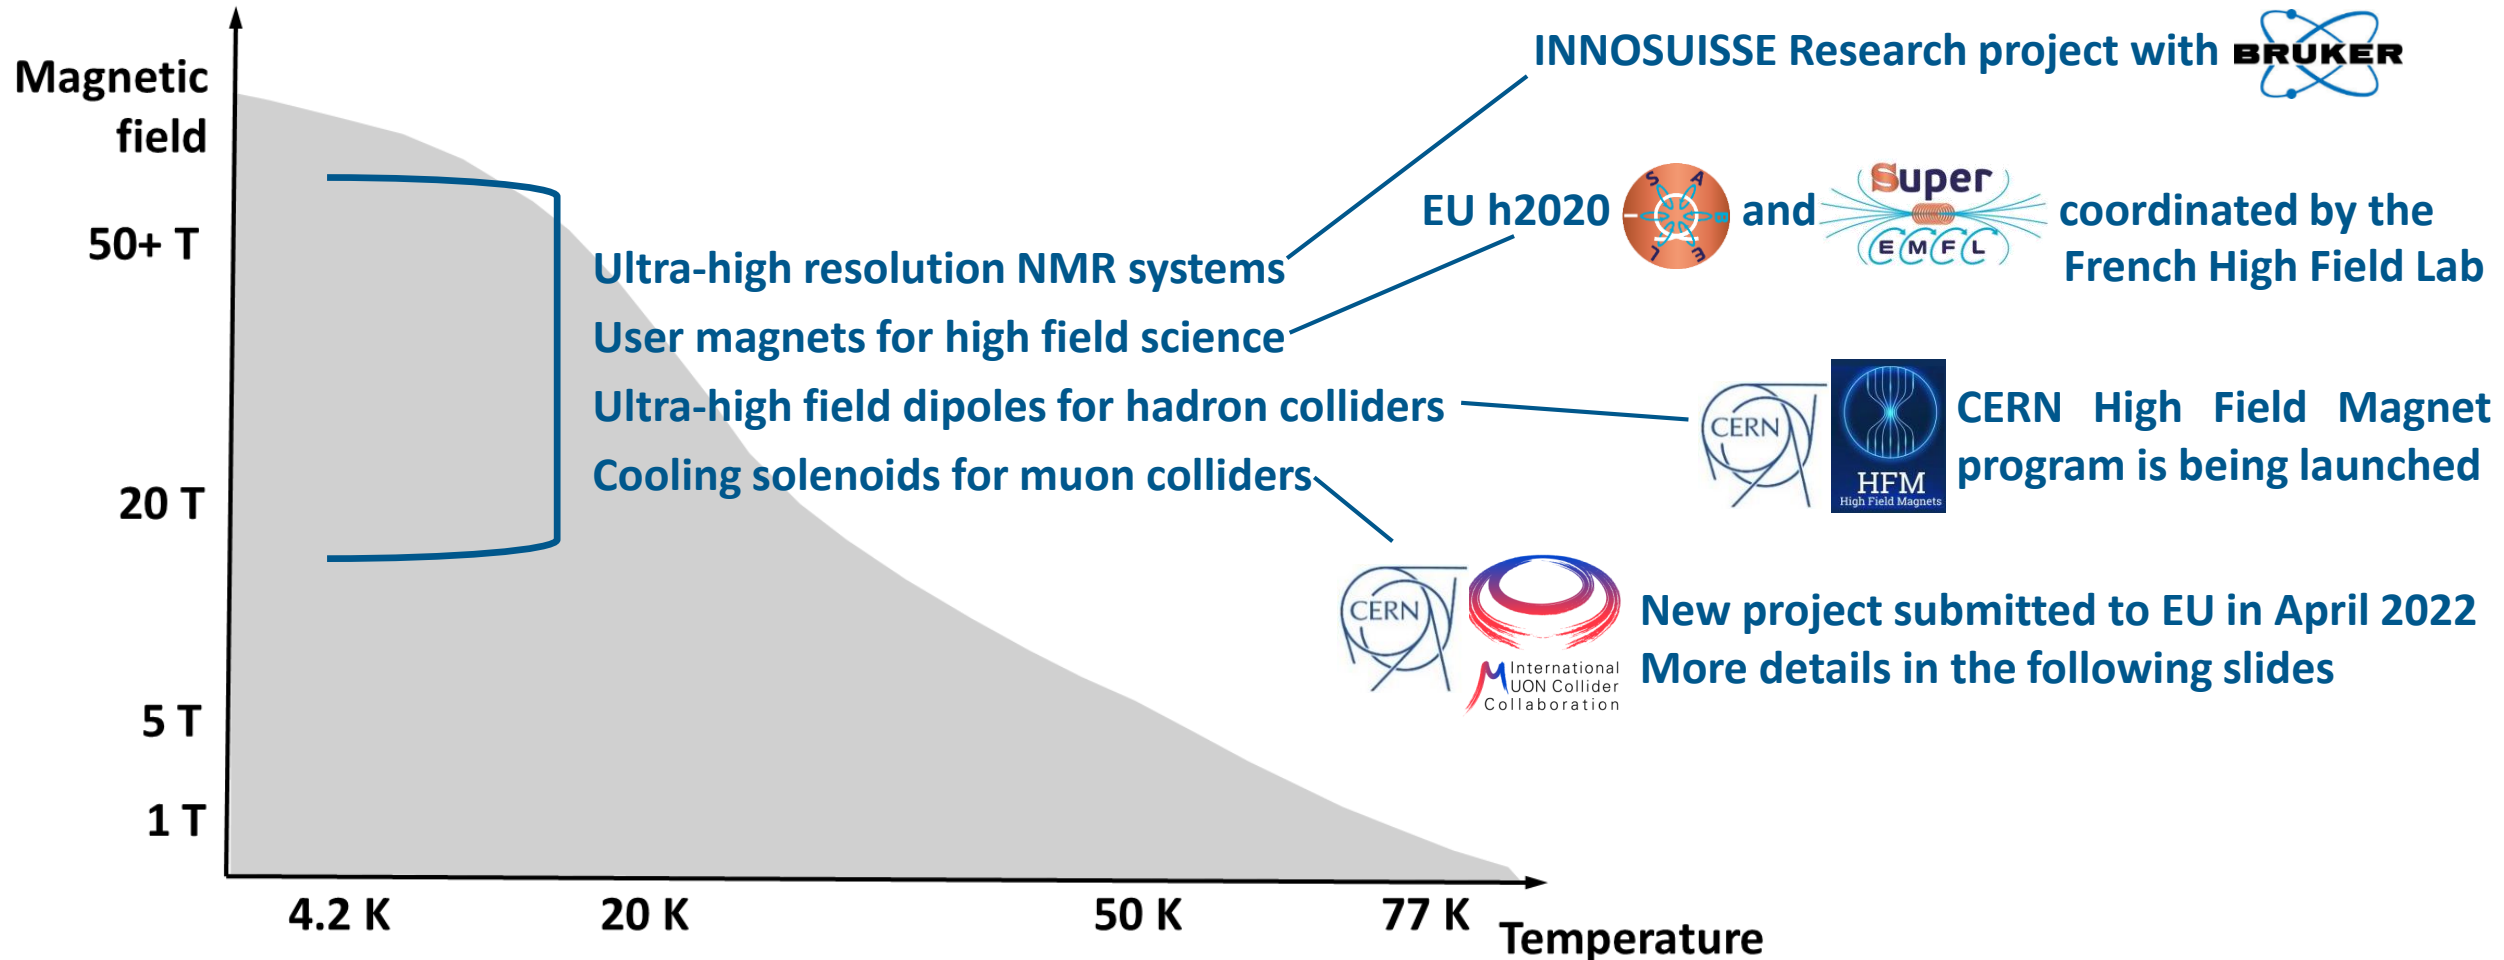 Magnetic
field
50+ T
20 T
5 T
1 T
4.2 K
20 K
50 K
77 K
Temperature
Ultra-high resolution NMR systems
User magnets for high field science
Ultra-high field dipoles for hadron colliders
Cooling solenoids for muon colliders
INNOSUISSE Research project with BRUKER
EU h2020 ISABEL and Super EMFL coordinated by the
French High Field Lab
CERN
HFM
High Field Magnets
CERN High Field Magnet
program is being launched
CERN
International
MUON Collider
Collaboration
New project submitted to EU in April 2022
More details in the following slides